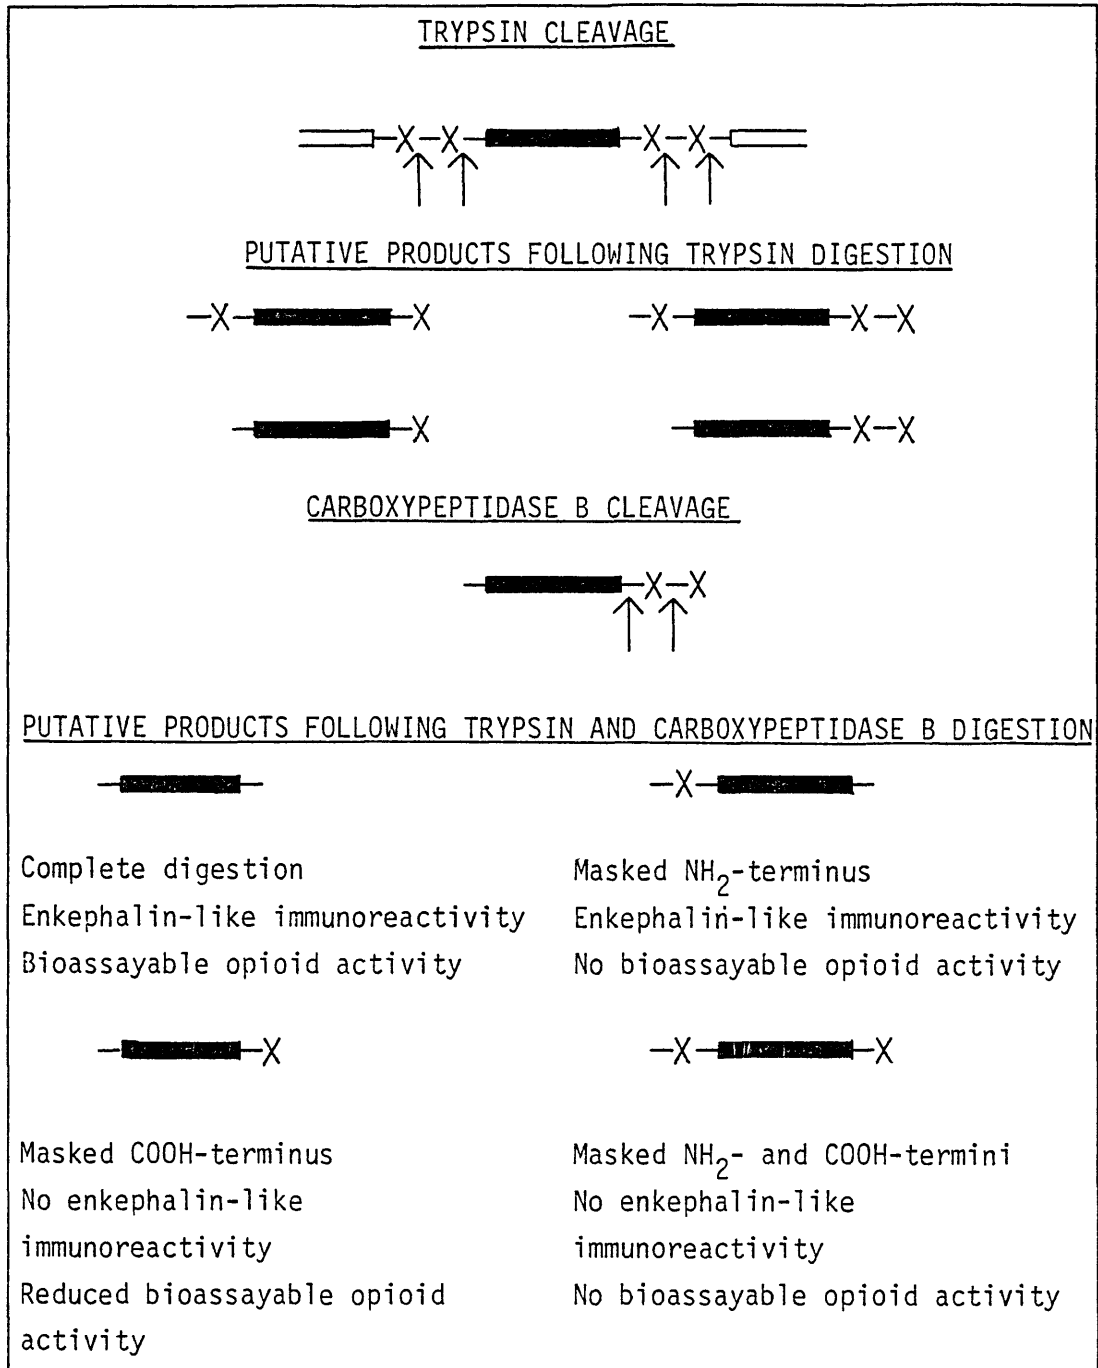 TRYPSIN CLEAVAGE
X X X X
PUTATIVE PRODUCTS FOLLOWING TRYPSIN DIGESTION
X X X X X
X X X
CARBOXYPEPTIDASE B CLEAVAGE
X X
PUTATIVE PRODUCTS FOLLOWING TRYPSIN AND CARBOXYPEPTIDASE B DIGESTION
X
Complete digestion
Enkephalin-like immunoreactivity
Bioassayable opioid activity
Masked NH2-terminus
Enkephalin-like immunoreactivity
No bioassayable opioid activity
X X X
Masked COOH-terminus
No enkephalin-like
immunoreactivity
Reduced bioassayable opioid
activity
Masked NH2- and COOH-termini
No enkephalin-like
immunoreactivity
No bioassayable opioid activity